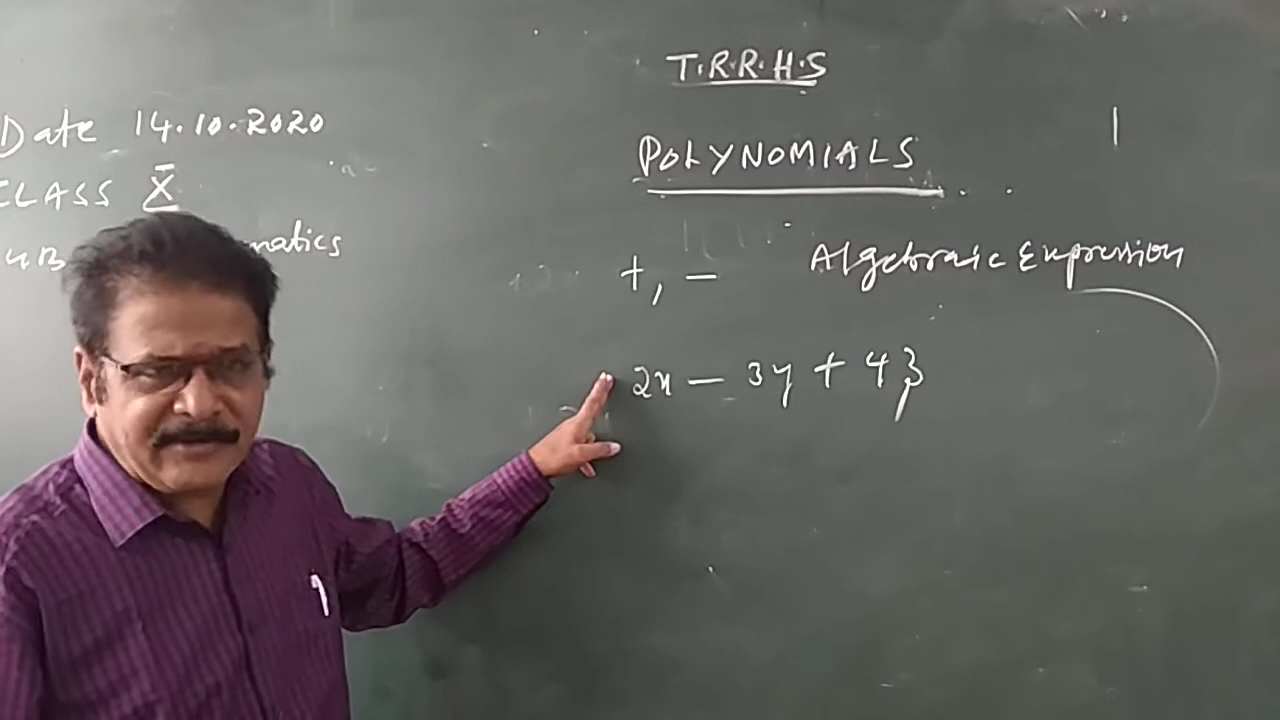 T.R.R.H.S
Date 14.10.2020
POLYNOMIALS
CLASS X
+, - Algebraic Expression
2x - 3y + 4z